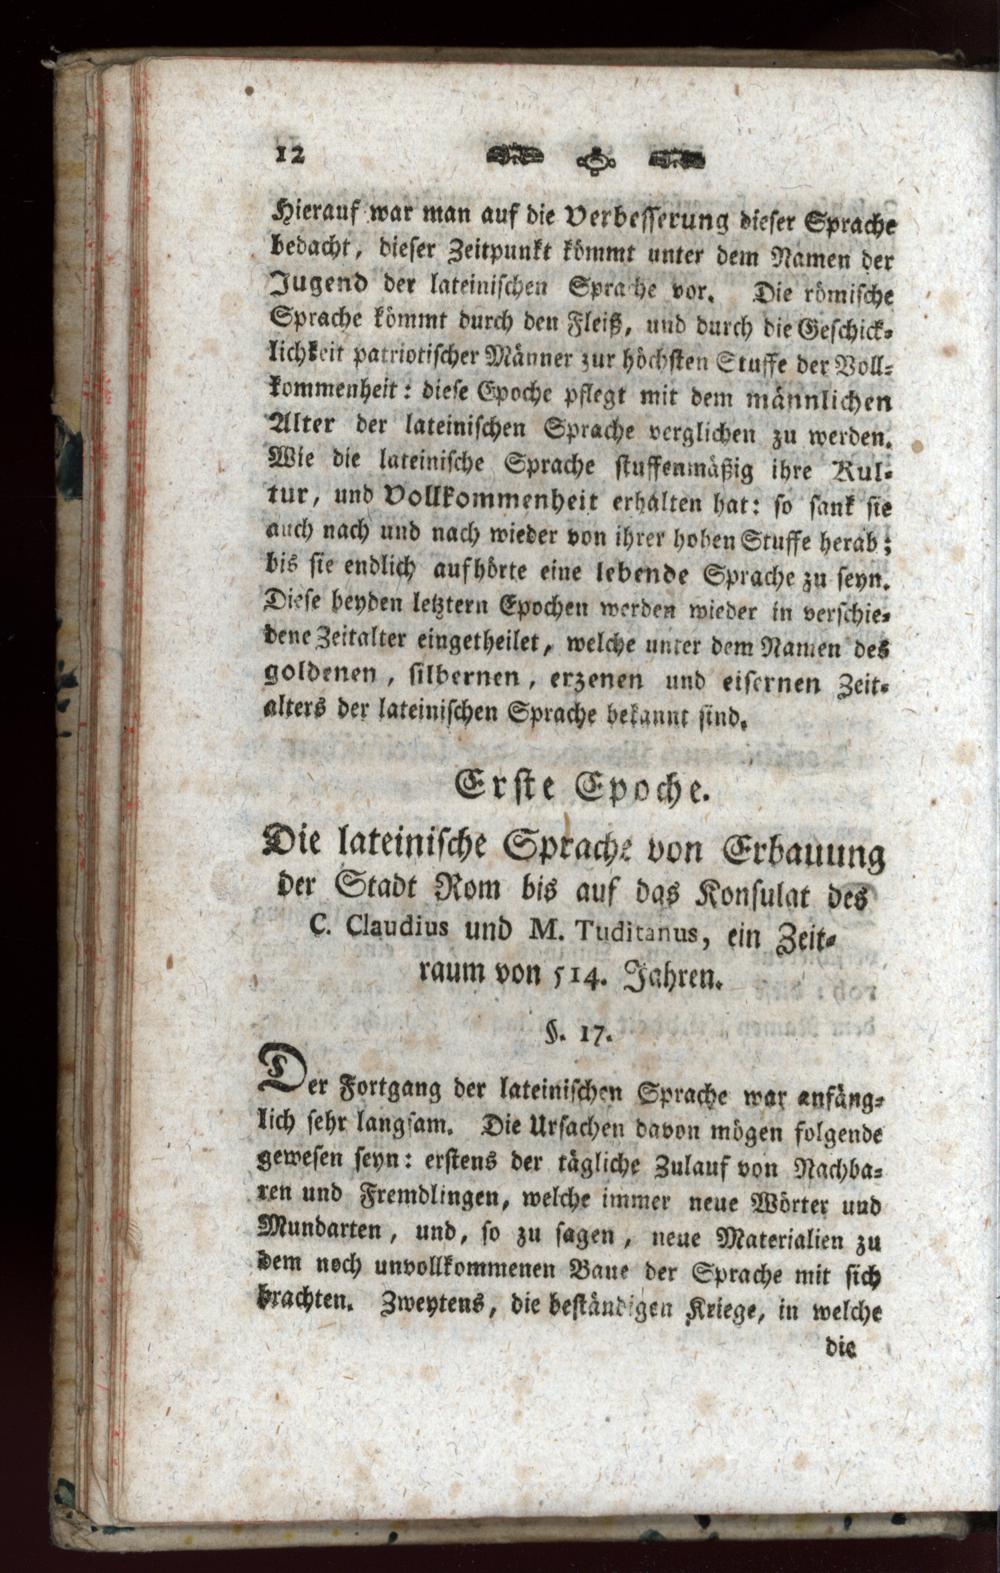 12
Hierauf war man auf die Verbesserung dieser Sprache
bedacht, dieser Zeitpunkt kömmt unter dem Namen der
Jugend der lateinischen Sprache vor. Die römische
Sprache kömmt durch den Fleiß, und durch die Geschick-
lichkeit patriotischer Männer zur höchsten Stuffe der Voll-
kommenheit: diese Epoche pflegt mit dem männlichen
Alter der lateinischen Sprache verglichen zu werden.
Wie die lateinische Sprache stuffenmäßig ihre Kul-
tur, und Vollkommenheit erhalten hat: so sank sie
auch nach und nach wieder von ihrer hohen Stuffe herab;
bis sie endlich aufhörte eine lebende Sprache zu seyn.
Diese beyden letztern Epochen werden wieder in verschie-
dene Zeitalter eingetheilet, welche unter dem Namen des
goldenen, silbernen, erzenen und eisernen Zeit-
alters der lateinischen Sprache bekannt sind.
Erste Epoche.
Die lateinische Sprache von Erbauung
der Stadt Rom bis auf das Konsulat des
C. Claudius und M. Tuditanus, ein Zeit-
raum von 514. Jahren.
§. 17.
Der Fortgang der lateinischen Sprache war anfäng-
lich sehr langsam. Die Ursachen davon mögen folgende
gewesen seyn: erstens der tägliche Zulauf von Nachba-
ren und Fremdlingen, welche immer neue Wörter und
Mundarten, und, so zu sagen, neue Materialien zu
dem noch unvollkommenen Baue der Sprache mit sich
brachten. Zweytens, die beständigen Kriege, in welche
die